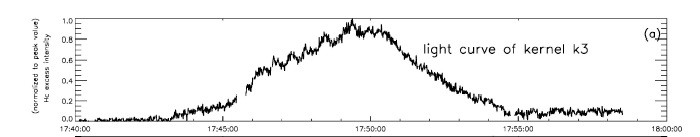 (normalized to peak value)
Hα excess intensity
1.0
0.8
0.6
0.4
0.2
0.0
light curve of kernel k3
(a)
17:40:00 17:45:00 17:50:00 17:55:00 18:00:00